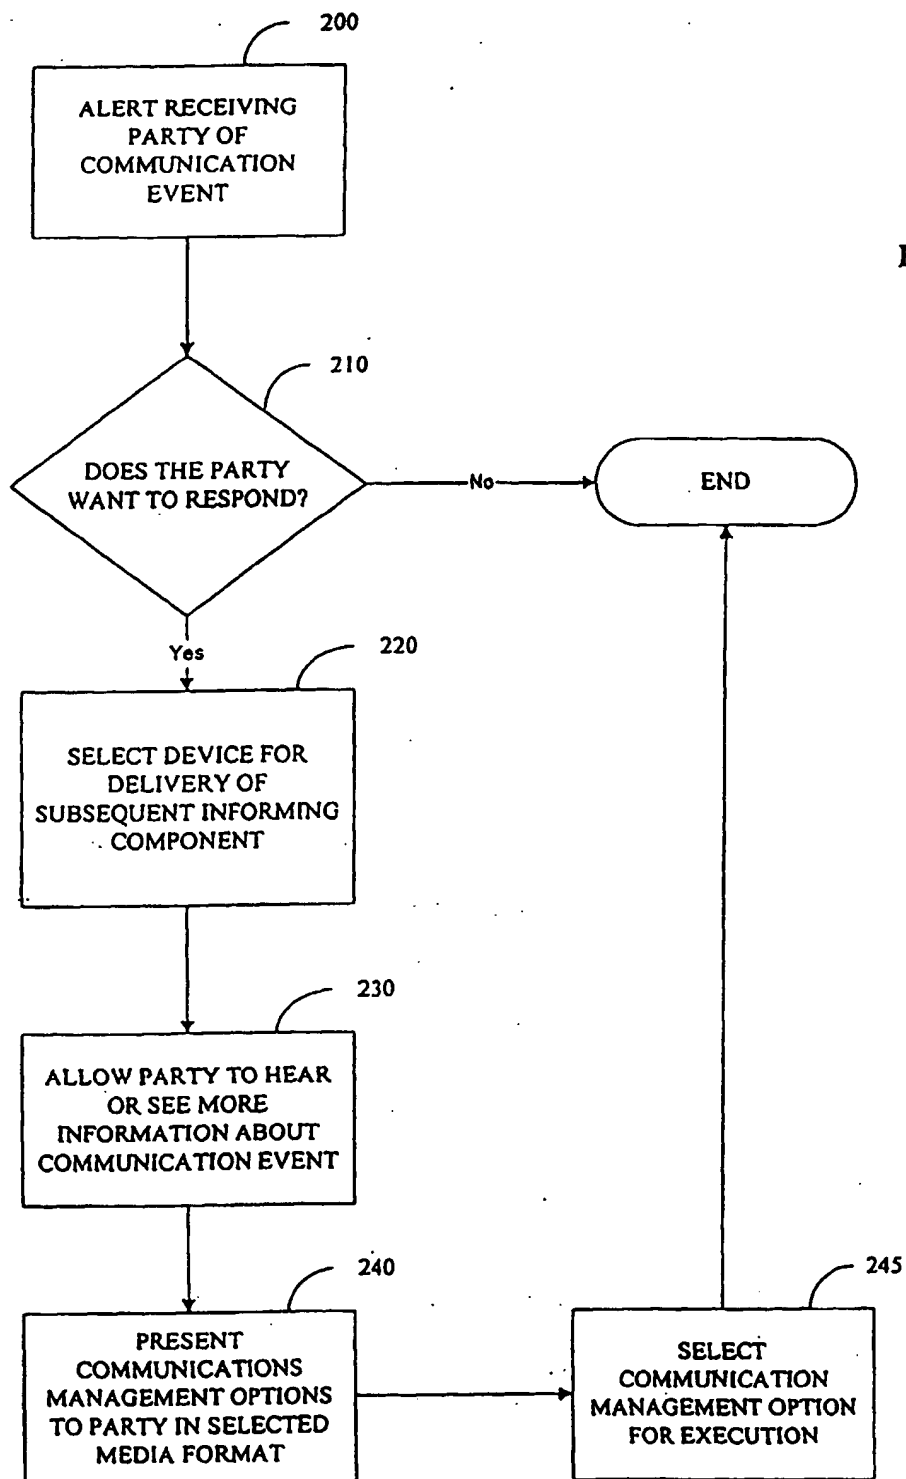 200
ALERT RECEIVING
PARTY OF
COMMUNICATION
EVENT
210
DOES THE PARTY
WANT TO RESPOND?
No
END
Yes
220
SELECT DEVICE FOR
DELIVERY OF
SUBSEQUENT INFORMING
COMPONENT
230
ALLOW PARTY TO HEAR
OR SEE MORE
INFORMATION ABOUT
COMMUNICATION EVENT
240
PRESENT
COMMUNICATIONS
MANAGEMENT OPTIONS
TO PARTY IN SELECTED
MEDIA FORMAT
245
SELECT
COMMUNICATION
MANAGEMENT OPTION
FOR EXECUTION